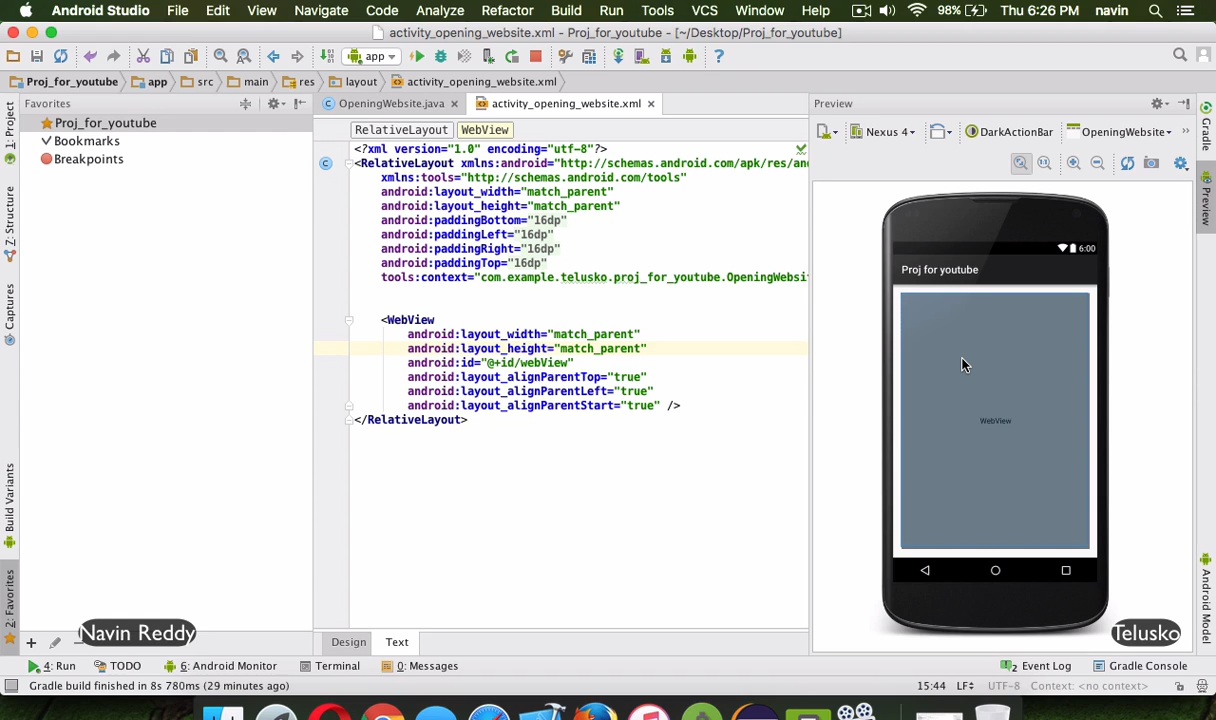 Android Studio File Edit View Navigate Code Analyze Refactor Build Run Tools VCS Window Help 98% Thu 6:26 PM navin
activity_opening_website.xml - Proj_for_youtube - [~/Desktop/Proj_for_youtube]
app
Proj_for_youtube app src main res layout activity_opening_website.xml
Favorites
OpeningWebsite.java activity_opening_website.xml
Preview
Proj_for_youtube
Bookmarks
Breakpoints
RelativeLayout WebView
Nexus 4 DarkActionBar OpeningWebsite »
<?xml version="1.0" encoding="utf-8"?>
<RelativeLayout xmlns:android="http://schemas.android.com/apk/res/an
xmlns:tools="http://schemas.android.com/tools"
android:layout_width="match_parent"
android:layout_height="match_parent"
android:paddingBottom="16dp"
android:paddingLeft="16dp"
android:paddingRight="16dp"
android:paddingTop="16dp"
tools:context="com.example.telusko.proj_for_youtube.OpeningWebsi
<WebView
android:layout_width="match_parent"
android:layout_height="match_parent"
android:id="@+id/webView"
android:layout_alignParentTop="true"
android:layout_alignParentLeft="true"
android:layout_alignParentStart="true" />
</RelativeLayout>
6:00
Proj for youtube
WebView
1: Project
7: Structure
Captures
Build Variants
2: Favorites
Gradle
Preview
Android Model
Navin Reddy
Telusko
Design Text
4: Run TODO 6: Android Monitor Terminal 0: Messages 2 Event Log Gradle Console
Gradle build finished in 8s 780ms (29 minutes ago) 15:44 LF UTF-8 Context: <no context>